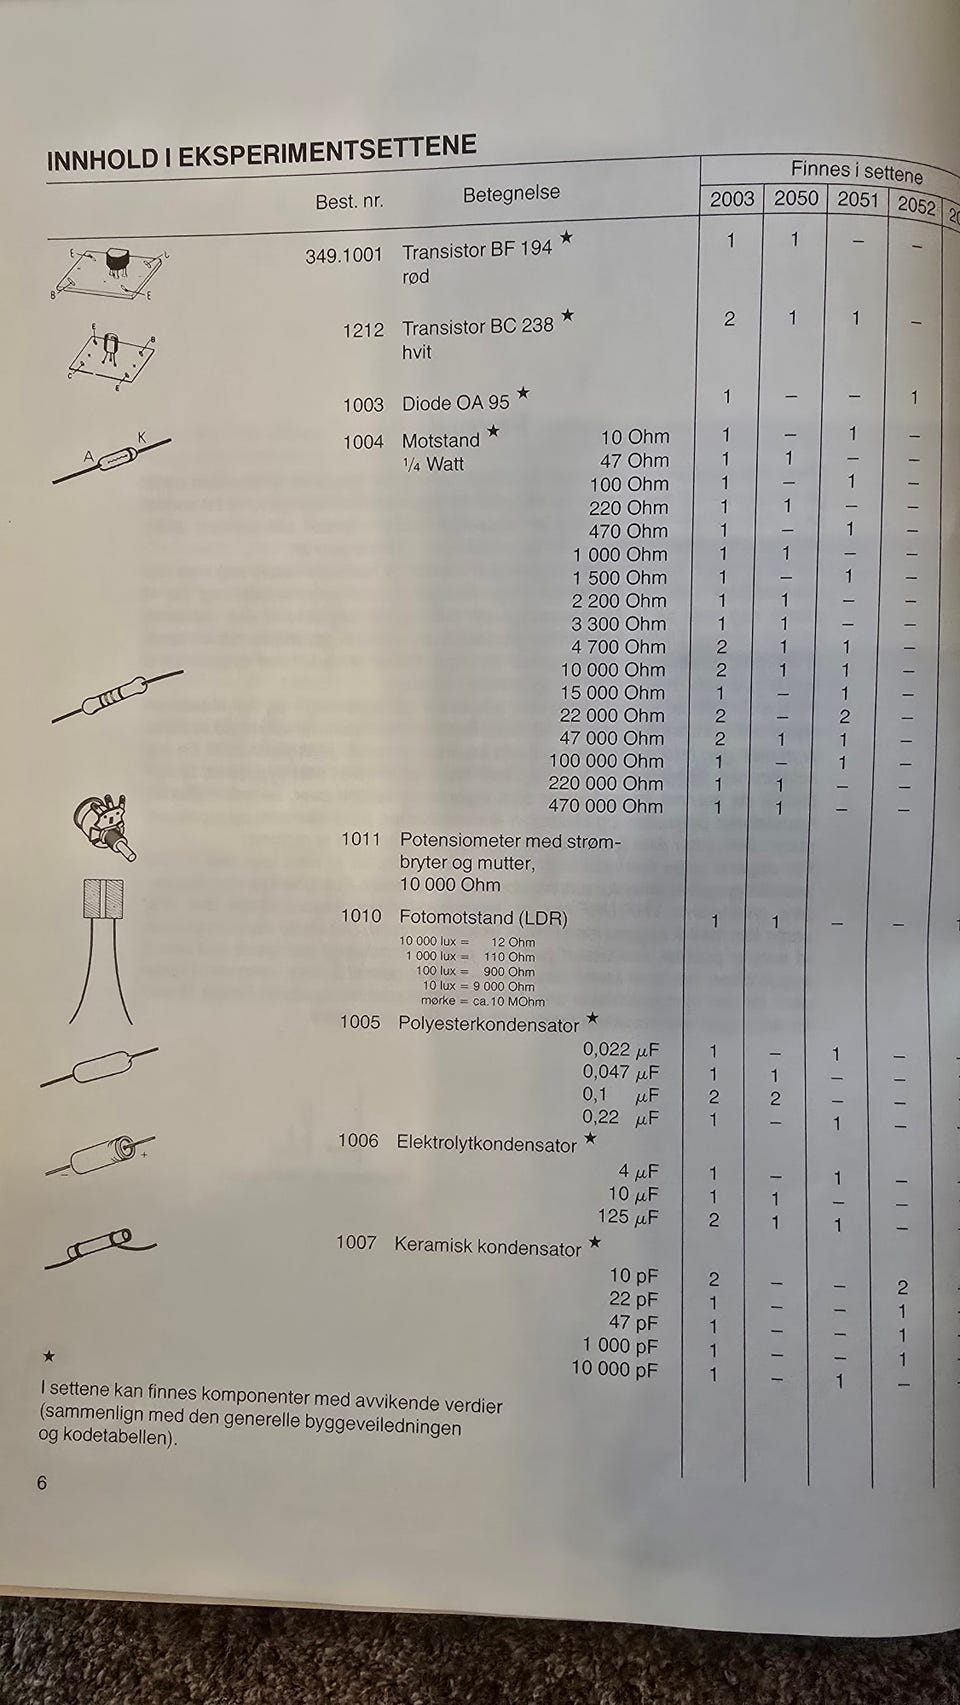 INNHOLD I EKSPERIMENTSETTENE
Finnes i settene
Best. nr. Betegnelse 2003 2050 2051 2052
349.1001 Transistor BF 194 ★ 1 1 – –
rød
1212 Transistor BC 238 ★ 2 1 1 –
hvit
1003 Diode OA 95 ★ 1 – – 1
1004 Motstand ★ 10 Ohm 1 – 1 –
1/4 Watt 47 Ohm 1 1 – –
100 Ohm 1 – 1 –
220 Ohm 1 1 – –
470 Ohm 1 – 1 –
1 000 Ohm 1 1 – –
1 500 Ohm 1 – 1 –
2 200 Ohm 1 1 – –
3 300 Ohm 1 1 – –
4 700 Ohm 2 1 1 –
10 000 Ohm 2 1 1 –
15 000 Ohm 1 – 1 –
22 000 Ohm 2 – 2 –
47 000 Ohm 2 1 1 –
100 000 Ohm 1 – 1 –
220 000 Ohm 1 1 – –
470 000 Ohm 1 1 – –
1011 Potensiometer med strøm-
bryter og mutter,
10 000 Ohm
1010 Fotomotstand (LDR) 1 1 – –
10 000 lux = 12 Ohm
1 000 lux = 110 Ohm
100 lux = 900 Ohm
10 lux = 9 000 Ohm
mørke = ca. 10 MOhm
1005 Polyesterkondensator ★
0,022 µF 1 – 1 –
0,047 µF 1 1 – –
0,1 µF 2 2 – –
0,22 µF 1 – 1 –
1006 Elektrolytkondensator ★
4 µF 1 – 1 –
10 µF 1 1 – –
125 µF 2 1 1 –
1007 Keramisk kondensator ★
10 pF 2 – – 2
22 pF 1 – – 1
47 pF 1 – – 1
1 000 pF 1 – – 1
10 000 pF 1 – 1 –
★
I settene kan finnes komponenter med avvikende verdier
(sammenlign med den generelle byggeveiledningen
og kodetabellen).
6
E
L
B
E
E
B
C
E
A K
– +